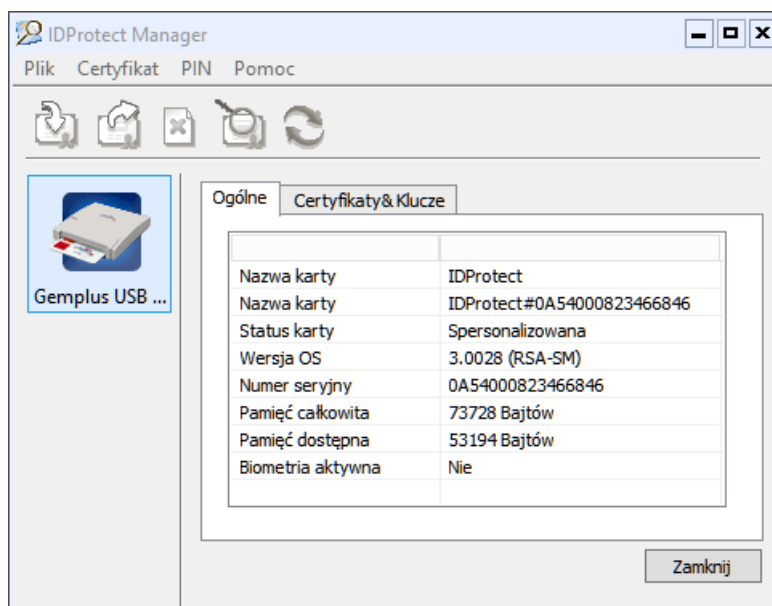 IDProtect Manager
Plik Certyfikat PIN Pomoc
Gemplus USB ...
Ogólne Certyfikaty& Klucze
Nazwa karty IDProtect
Nazwa karty IDProtect#0A54000823466846
Status karty Spersonalizowana
Wersja OS 3.0028 (RSA-SM)
Numer seryjny 0A54000823466846
Pamięć całkowita 73728 Bajtów
Pamięć dostępna 53194 Bajtów
Biometria aktywna Nie
Zamknij